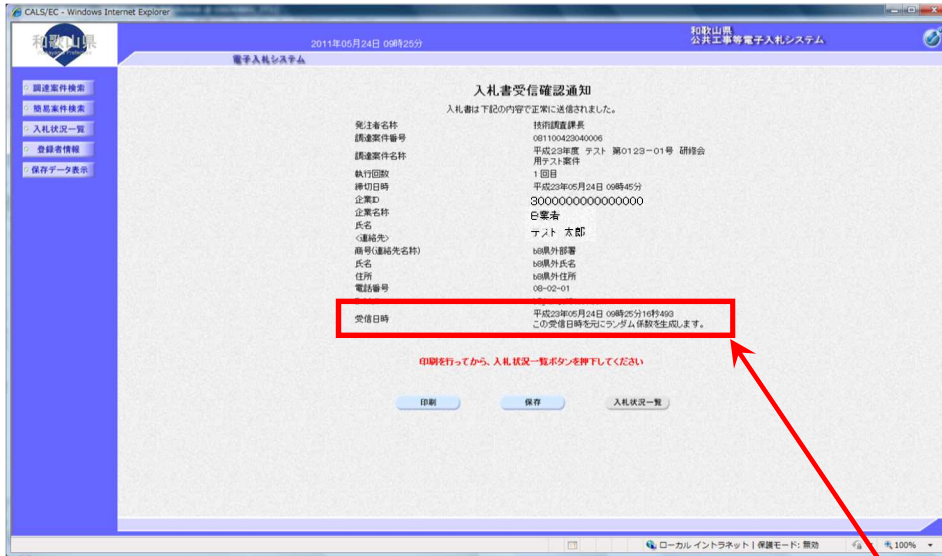 CALS/EC - Windows Internet Explorer
和歌山県
2011年05月24日 09時25分
和歌山県
公共工事等電子入札システム
電子入札システム
調達案件検索
簡易案件検索
入札状況一覧
登録者情報
保存データ表示
入札書受信確認通知
入札書は下記の内容で正常に送信されました。
発注者名称 技術調査課長
調達案件番号 081100423040006
調達案件名称 平成23年度 テスト 第0123-01号 研修会
用テスト案件
執行回数 1回目
締切日時 平成23年05月24日 09時45分
企業ID 3000000000000000
企業名称 B業者
氏名 テスト 太郎
<連絡先>
商号(連絡先名称) b8県外部署
氏名 b8県外氏名
住所 b8県外住所
電話番号 08-02-01
受信日時 平成23年05月24日 09時25分16秒493
この受信日時を元にランダム係数を生成します。
印刷を行ってから、入札状況一覧ボタンを押下してください
印刷 保存 入札状況一覧
ローカル イントラネット | 保護モード: 無効 100%